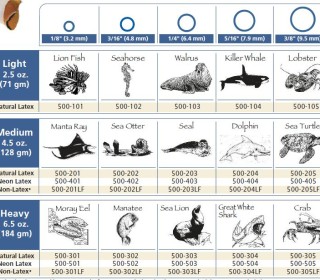 1/8" (3.2 mm) 3/16" (4.8 mm) 1/4" (6.4 mm) 5/16" (7.9 mm) 3/8" (9.5 mm)
Light
2.5 oz.
(71 gm)
Lion Fish Seahorse Walrus Killer Whale Lobster
Natural Latex 500-101 500-102 500-103 500-104 500-105
Medium
4.5 oz.
(128 gm)
Manta Ray Sea Otter Seal Dolphin Sea Turtle
Natural Latex 500-201 500-202 500-203 500-204 500-205
Neon Latex 500-401 500-402 500-403 500-404 500-405
Non-Latex* 500-201LF 500-202LF 500-203LF 500-204LF 500-205LF
Heavy
6.5 oz.
(184 gm)
Moray Eel Manatee Sea Lion Great White Shark Crab
Natural Latex 500-301 500-302 500-303 500-304 500-305
Neon Latex 500-501 500-502 500-503 500-504 500-505
Non-Latex* 500-301LF 500-302LF 500-303LF 500-304LF